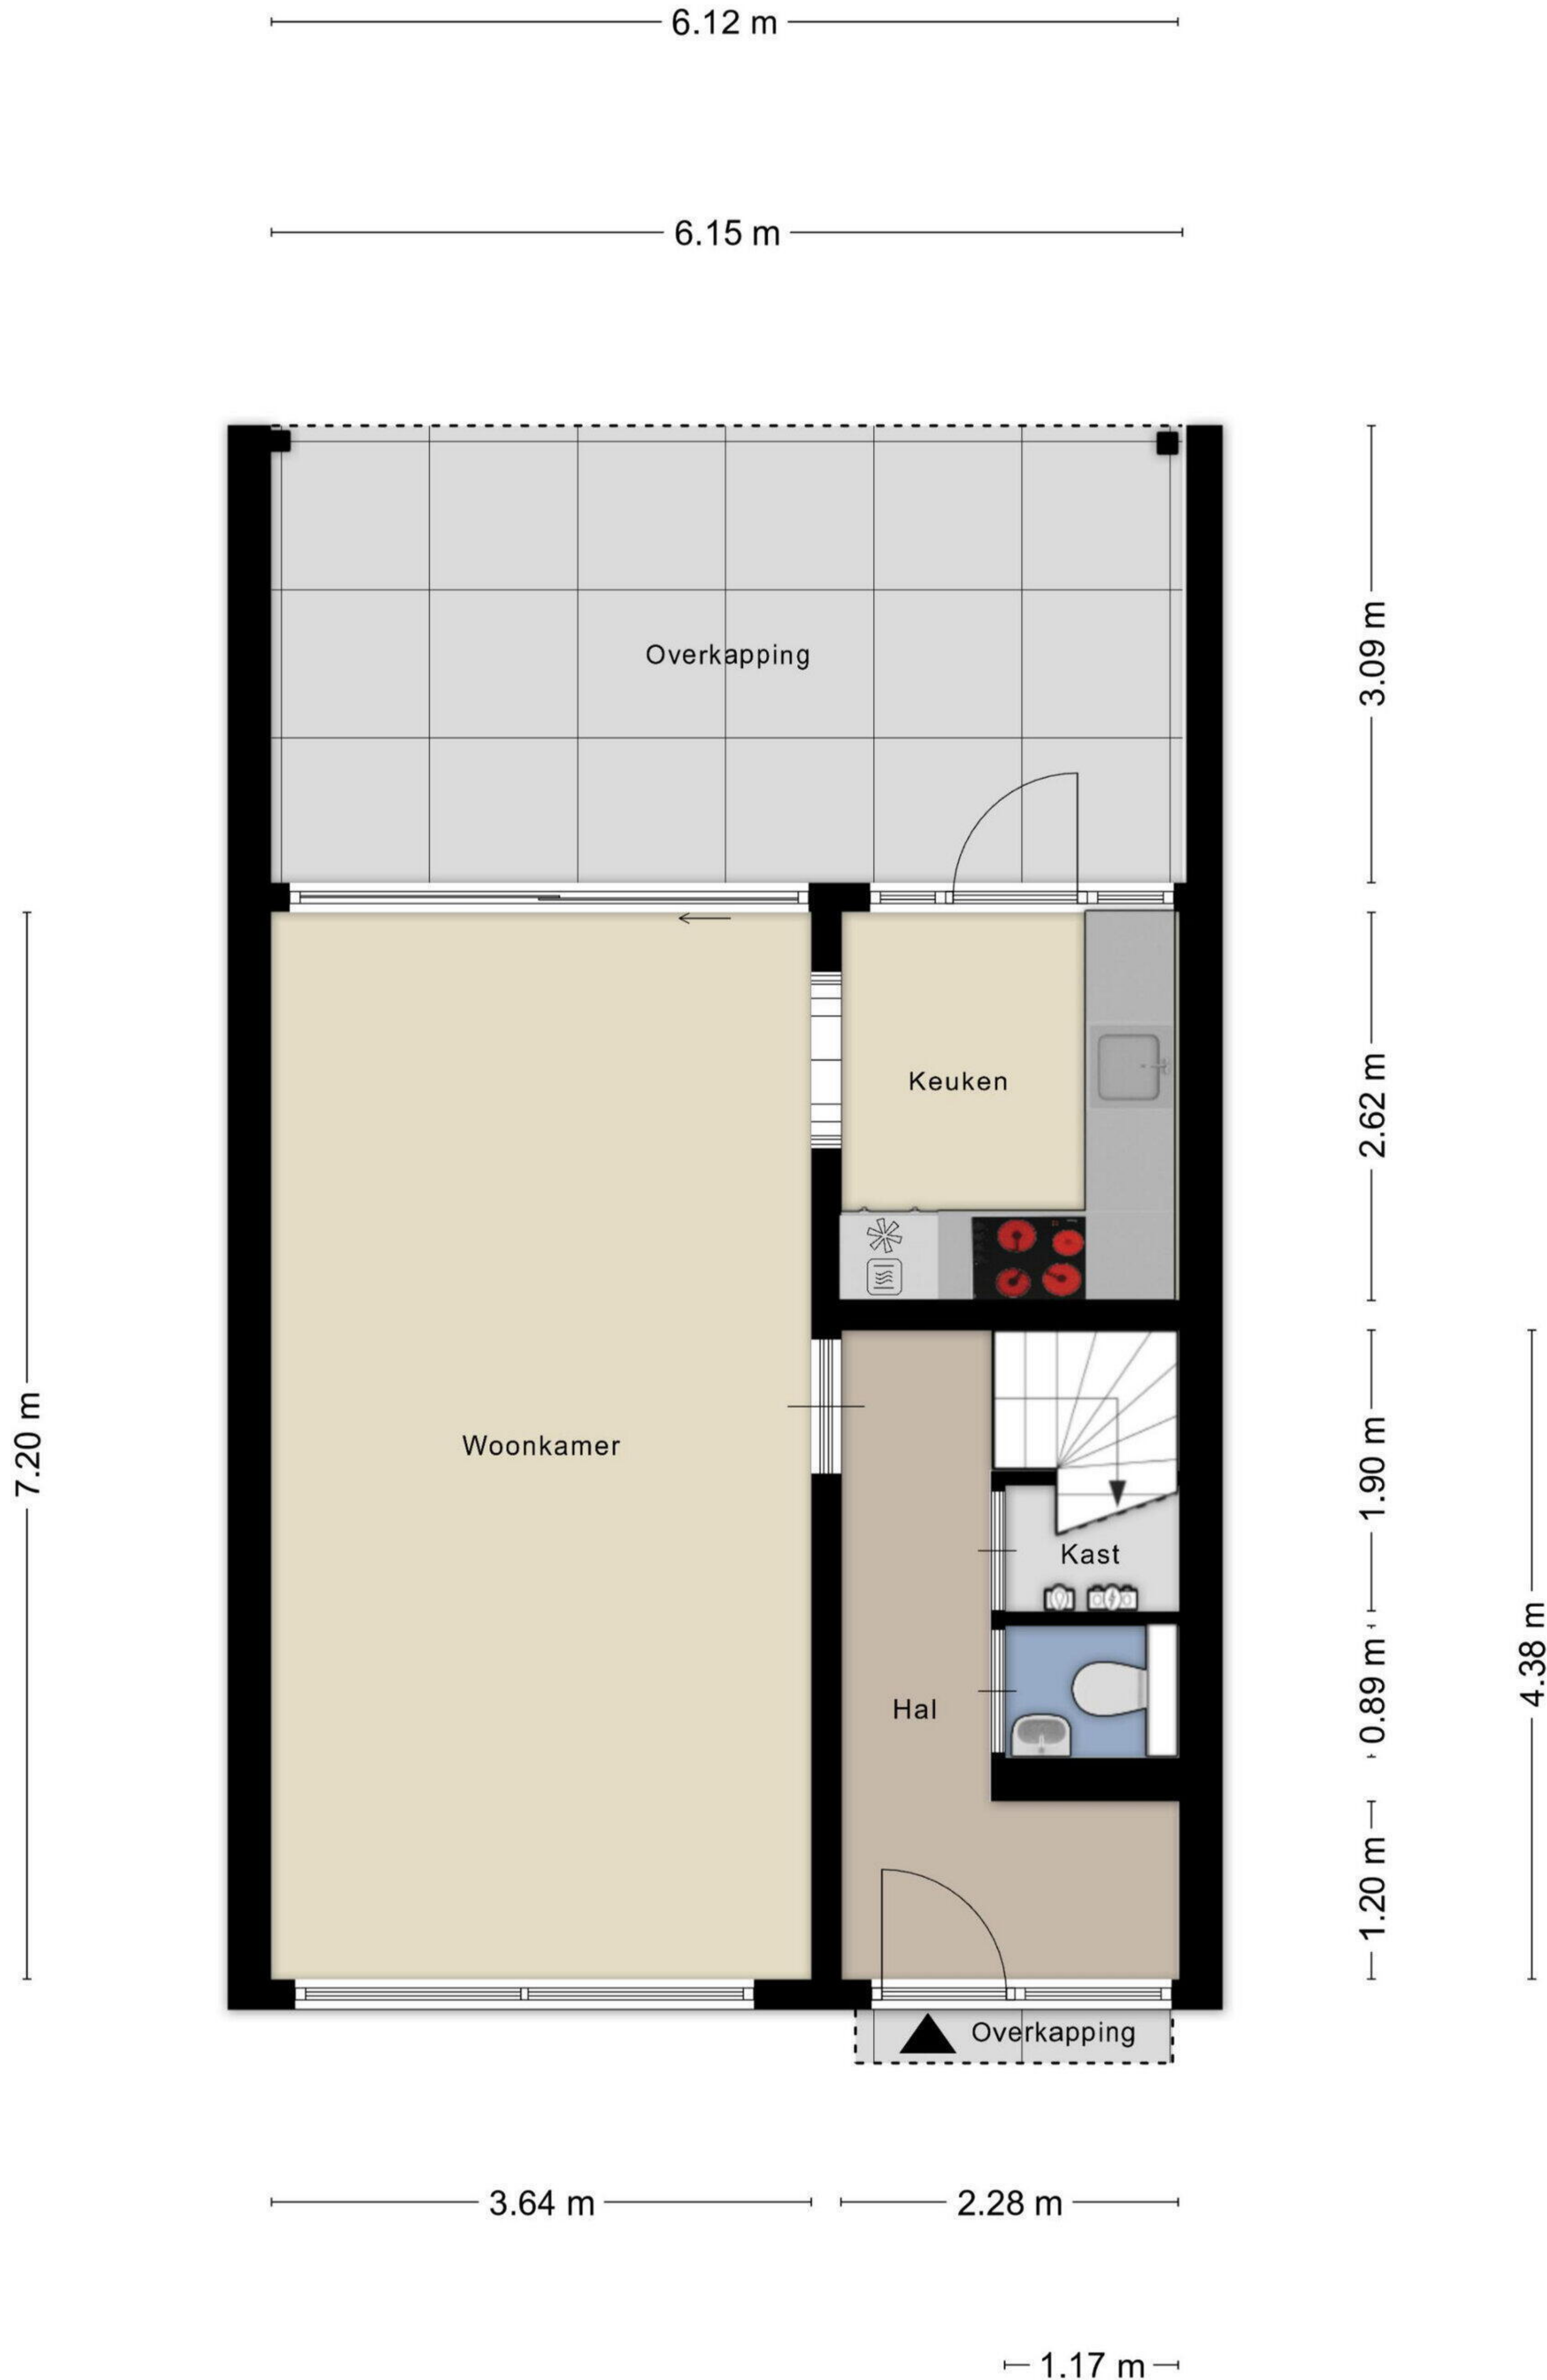 6.12 m
6.15 m
Overkapping
3.09 m
Keuken
2.62 m
Woonkamer
7.20 m
1.90 m
Kast
0.89 m
4.38 m
Hal
1.20 m
Overkapping
3.64 m
2.28 m
1.17 m